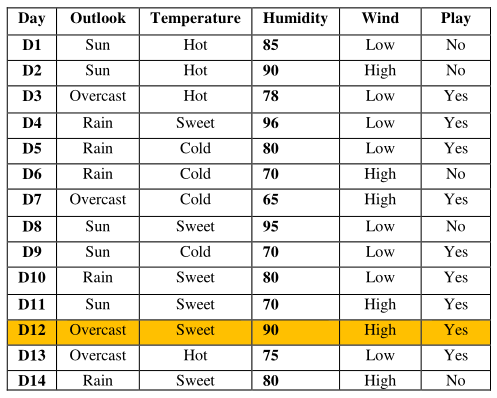 Day Outlook Temperature Humidity Wind Play
D1 Sun Hot 85 Low No
D2 Sun Hot 90 High No
D3 Overcast Hot 78 Low Yes
D4 Rain Sweet 96 Low Yes
D5 Rain Cold 80 Low Yes
D6 Rain Cold 70 High No
D7 Overcast Cold 65 High Yes
D8 Sun Sweet 95 Low No
D9 Sun Cold 70 Low Yes
D10 Rain Sweet 80 Low Yes
D11 Sun Sweet 70 High Yes
D12 Overcast Sweet 90 High Yes
D13 Overcast Hot 75 Low Yes
D14 Rain Sweet 80 High No